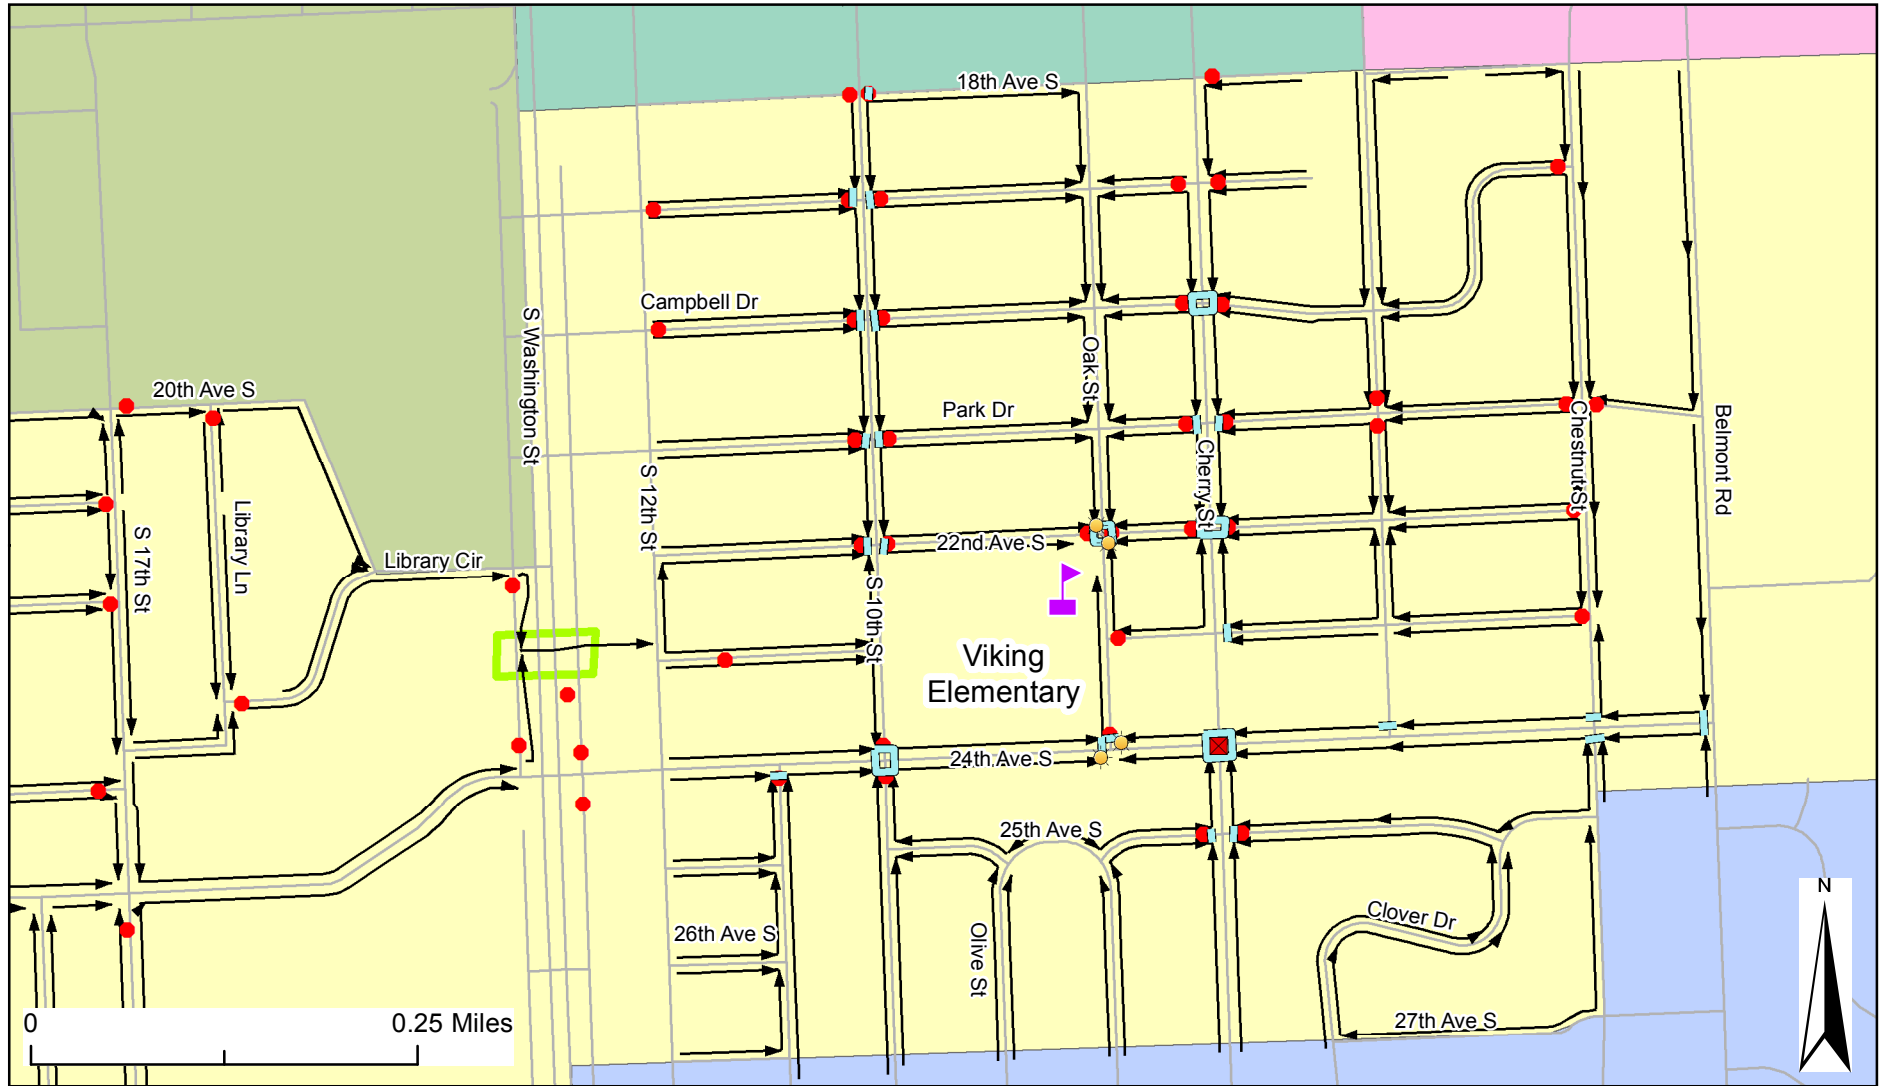 18th Ave S
Campbell Dr
S Washington St
Oak St
20th Ave S
Park Dr
Chestnut St
Belmont Rd
Cherry St
S 12th St
Library Ln
S 17th St
22nd Ave S
Library Cir
S 10th St
Viking
Elementary
24th Ave S
25th Ave S
Clover Dr
26th Ave S
Olive St
27th Ave S
N
0
0.25 Miles